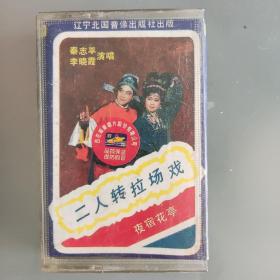 辽宁北国音像出版社出版
秦志平
李晓霞演唱
二人转拉场戏
夜宿花亭